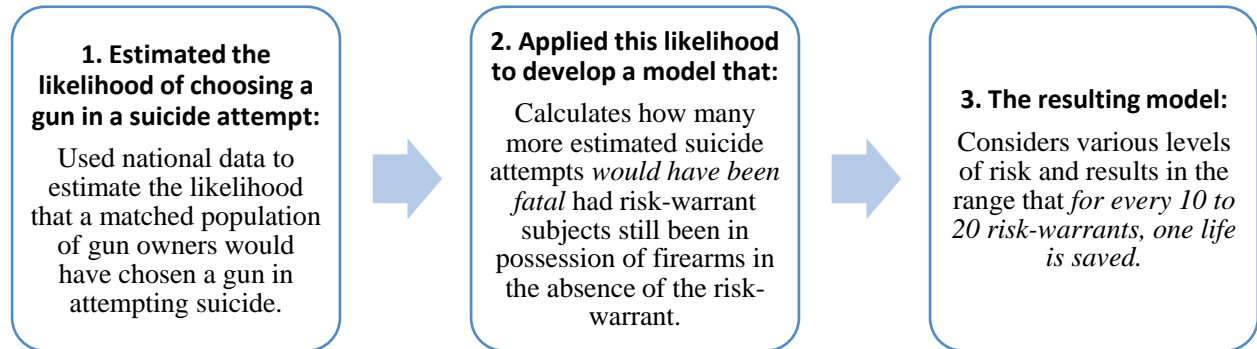 1. Estimated the
likelihood of choosing a
gun in a suicide attempt:
Used national data to
estimate the likelihood
that a matched population
of gun owners would
have chosen a gun in
attempting suicide.
2. Applied this likelihood
to develop a model that:
Calculates how many
more estimated suicide
attempts would have been
fatal had risk-warrant
subjects still been in
possession of firearms in
the absence of the risk-
warrant.
3. The resulting model:
Considers various levels
of risk and results in the
range that for every 10 to
20 risk-warrants, one life
is saved.